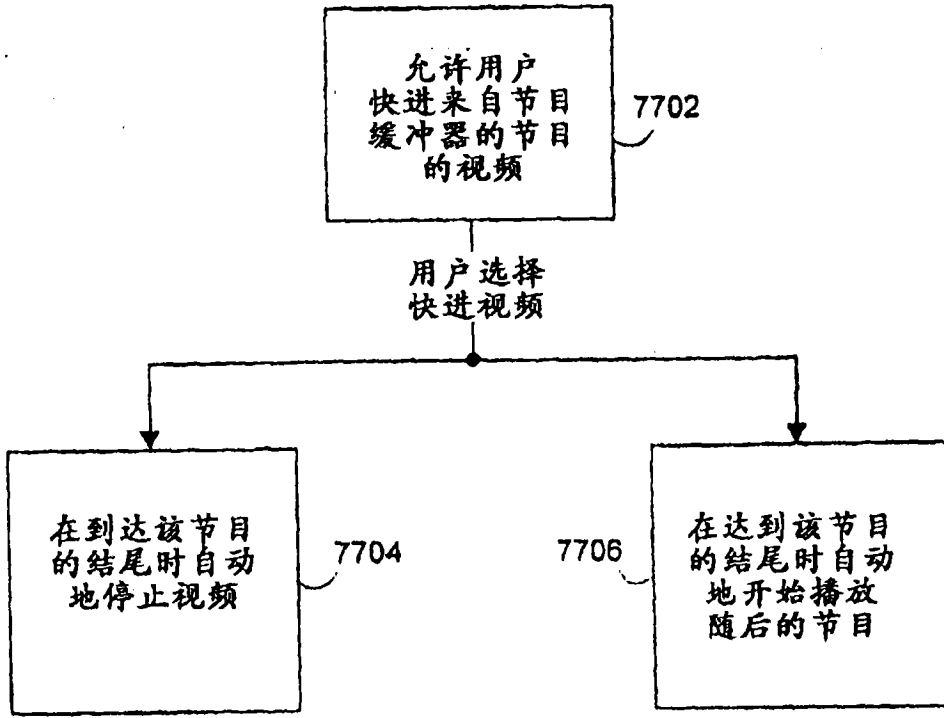 允许用户
快进来自节目
缓冲器的节目
的视频
7702
用户选择
快进视频
在到达该节目
的结尾时自动
地停止视频
7704
7706
在达到该节目
的结尾时自动
地开始播放
随后的节目